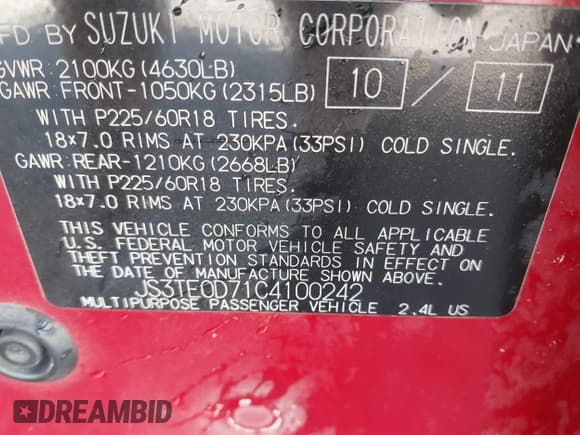 MFD BY SUZUKI MOTOR CORPORATION JAPAN
GVWR: 2100KG (4630LB)
GAWR: FRONT-1050KG (2315LB)
10 / 11
WITH P225/60R18 TIRES.
18×7.0 RIMS AT 230KPA (33PSI) COLD SINGLE.
GAWR: REAR-1210KG (2668LB)
WITH P225/60R18 TIRES.
18×7.0 RIMS AT 230KPA (33PSI) COLD SINGLE.
THIS VEHICLE CONFORMS TO ALL APPLICABLE
U.S. FEDERAL MOTOR VEHICLE SAFETY AND
THEFT PREVENTION STANDARDS IN EFFECT ON
THE DATE OF MANUFACTURE SHOWN ABOVE.
JS3TE0D71C4100242
MULTIPURPOSE PASSENGER VEHICLE 2.4L US
DREAMBID